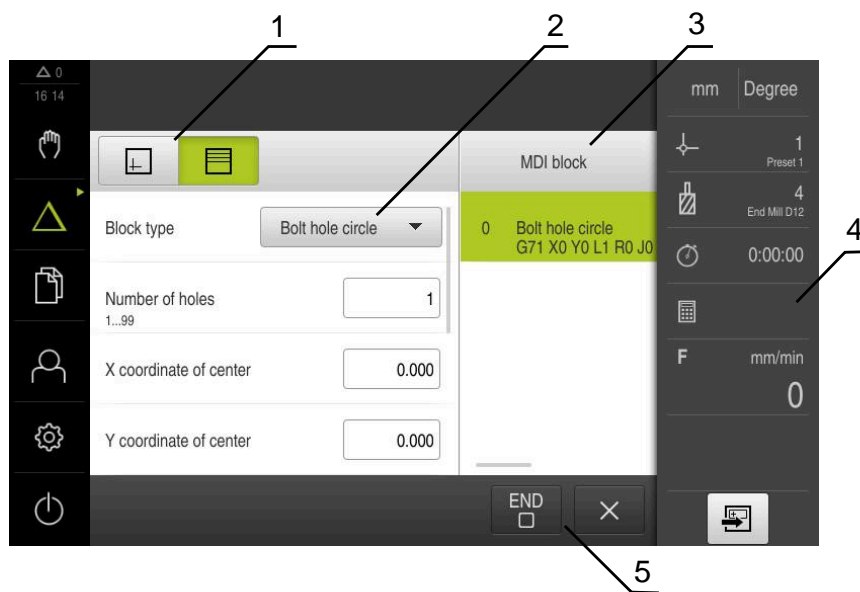 1
2
3
0
16 14
mm Degree
1
Preset 1
MDI block
4
End Mill D12
Block type Bolt hole circle
0 Bolt hole circle
G71 X0 Y0 L1 R0 J0
4
0:00:00
Number of holes 1
1...99
F mm/min
0
X coordinate of center 0.000
Y coordinate of center 0.000
END
5